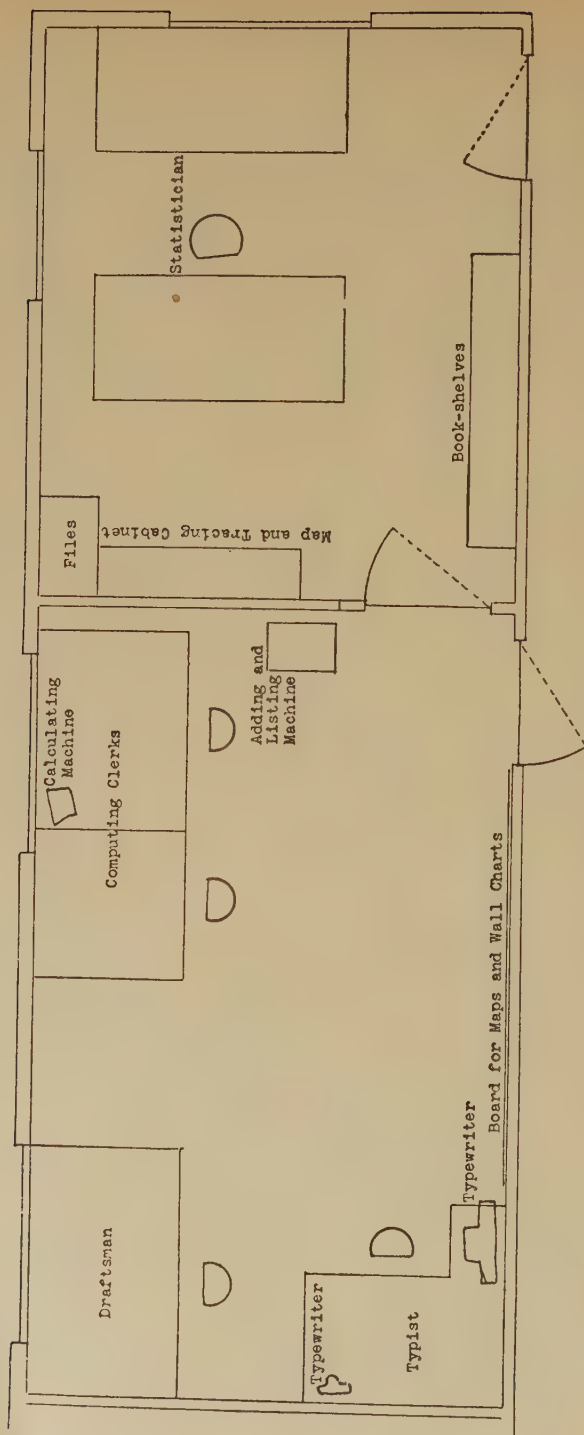 Statistician
Files
Map and Tracing Cabinet
Book-shelves
Calculating
Machine
Computing Clerks
Adding and
Listing
Machine
Board for Maps and Wall Charts
Draftsman
Typewriter
Typewriter
Typist